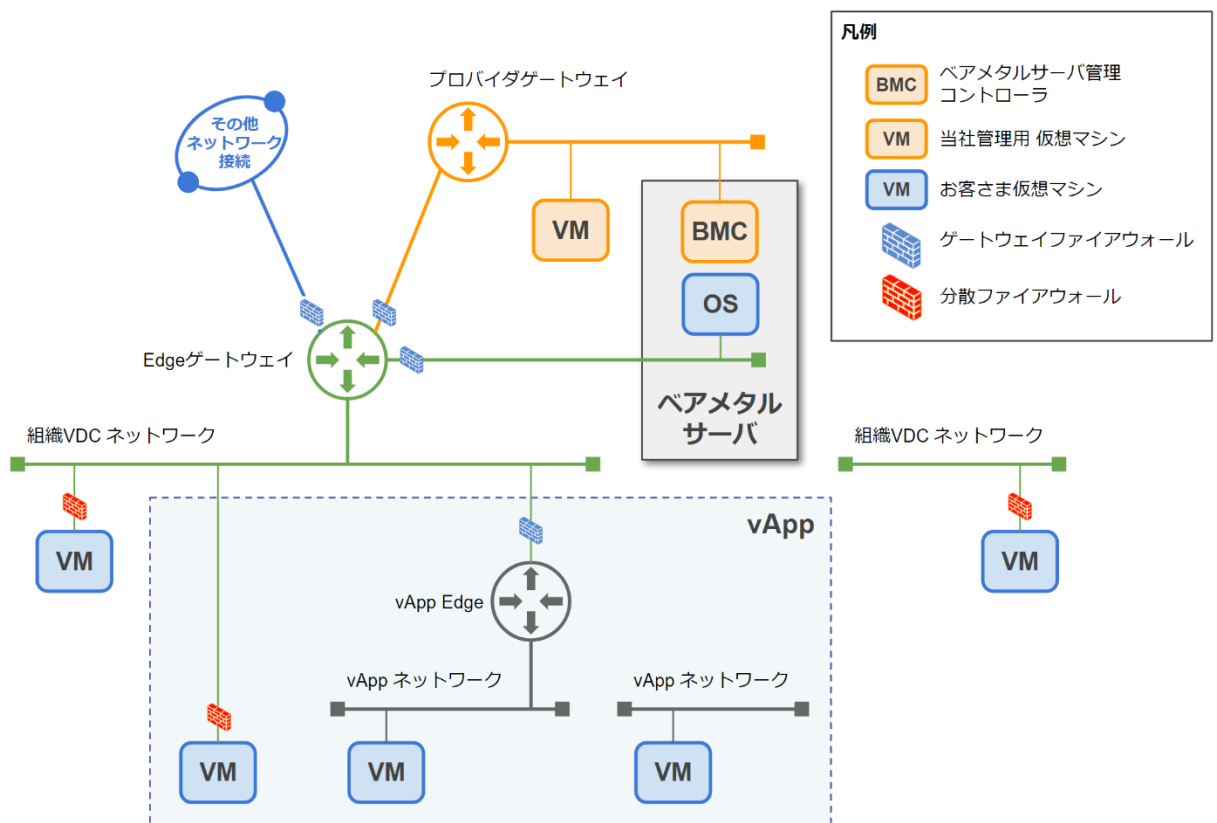 凡例
BMC
ベアメタルサーバ管理
コントローラ
VM
当社管理用 仮想マシン
VM
お客さま仮想マシン
ゲートウェイファイアウォール
分散ファイアウォール
プロバイダゲートウェイ
その他
ネットワーク
接続
VM
BMC
OS
Edgeゲートウェイ
ベアメタル
サーバ
組織VDC ネットワーク
組織VDC ネットワーク
VM
vApp
VM
vApp Edge
vApp ネットワーク
vApp ネットワーク
VM
VM
VM